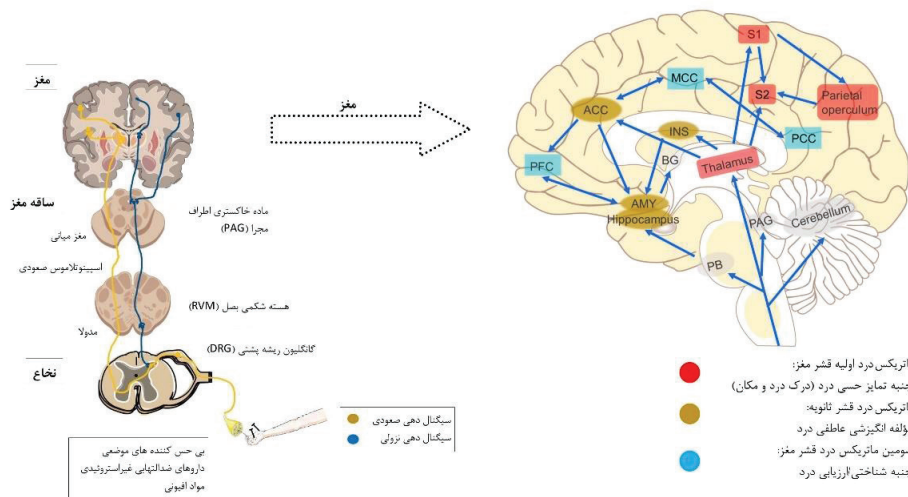 مغز
ساقه مغز
ماده خاکستری اطراف
مجرا (PAG)
مغز میانی
اسپینوتلاموس صعودی
هسته شکمی بصل (RVM)
مدولا
گانگلیون ریشه پشتی (DRG)
نخاع
سیگنال دهی صعودی
سیگنال دهی نزولی
بی حس کننده های موضعی
داروهای ضدالتهابی غیراستروئیدی
مواد افیونی
مغز
S1
MCC
S2
Parietal
operculum
ACC
INS
PCC
BG
Thalamus
PFC
AMY
Hippocampus
PAG
Cerebellum
PB
اتریکس درد اولیه قشر مغز:
جنبه تمایز حسی درد (درک درد و مکان)
اتریکس درد قشر ثانویه:
ؤلفه انگیزشی عاطفی درد
سومین ماتریکس درد قشر مغز:
جنبه شناختی/ارزیابی درد